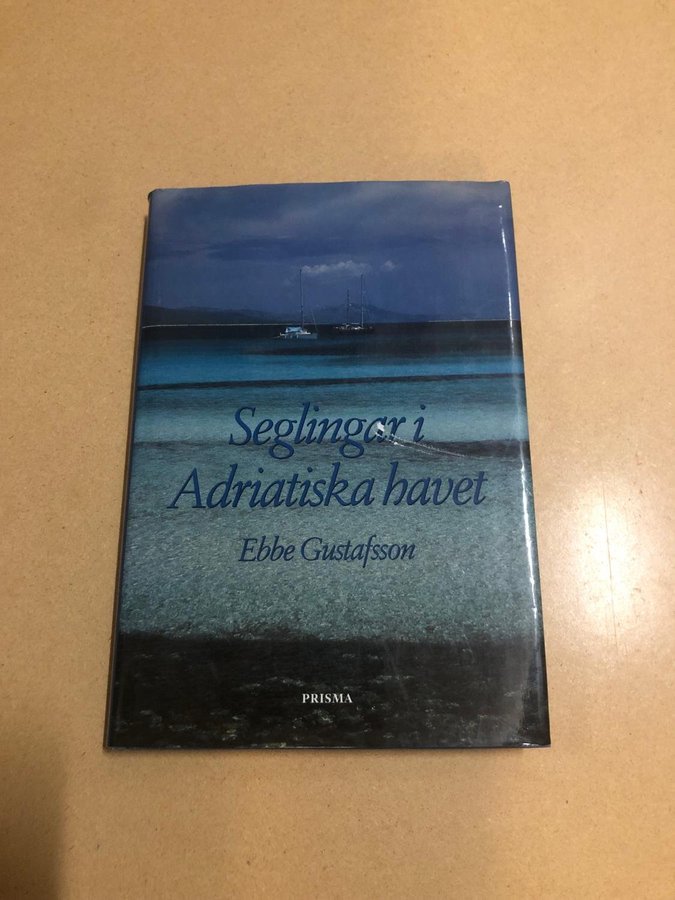 Seglingar i
Adriatiska havet
Ebbe Gustafsson
PRISMA